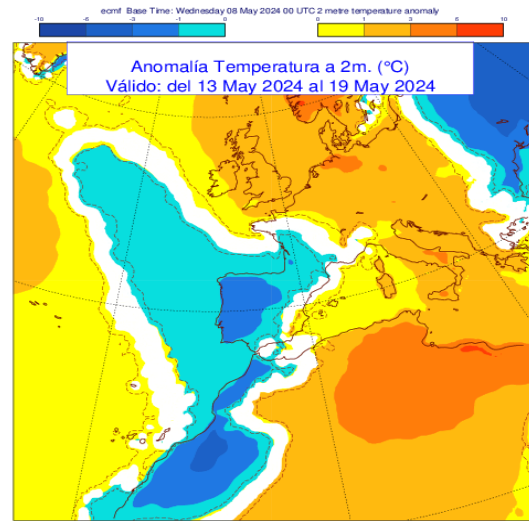 ecmf Base Time: Wednesday 08 May 2024 00 UTC 2 metre temperature anomaly
-10 -6 -3 -1 0 0 1 3 6 10
Anomalía Temperatura a 2m. (°C)
Válido: del 13 May 2024 al 19 May 2024